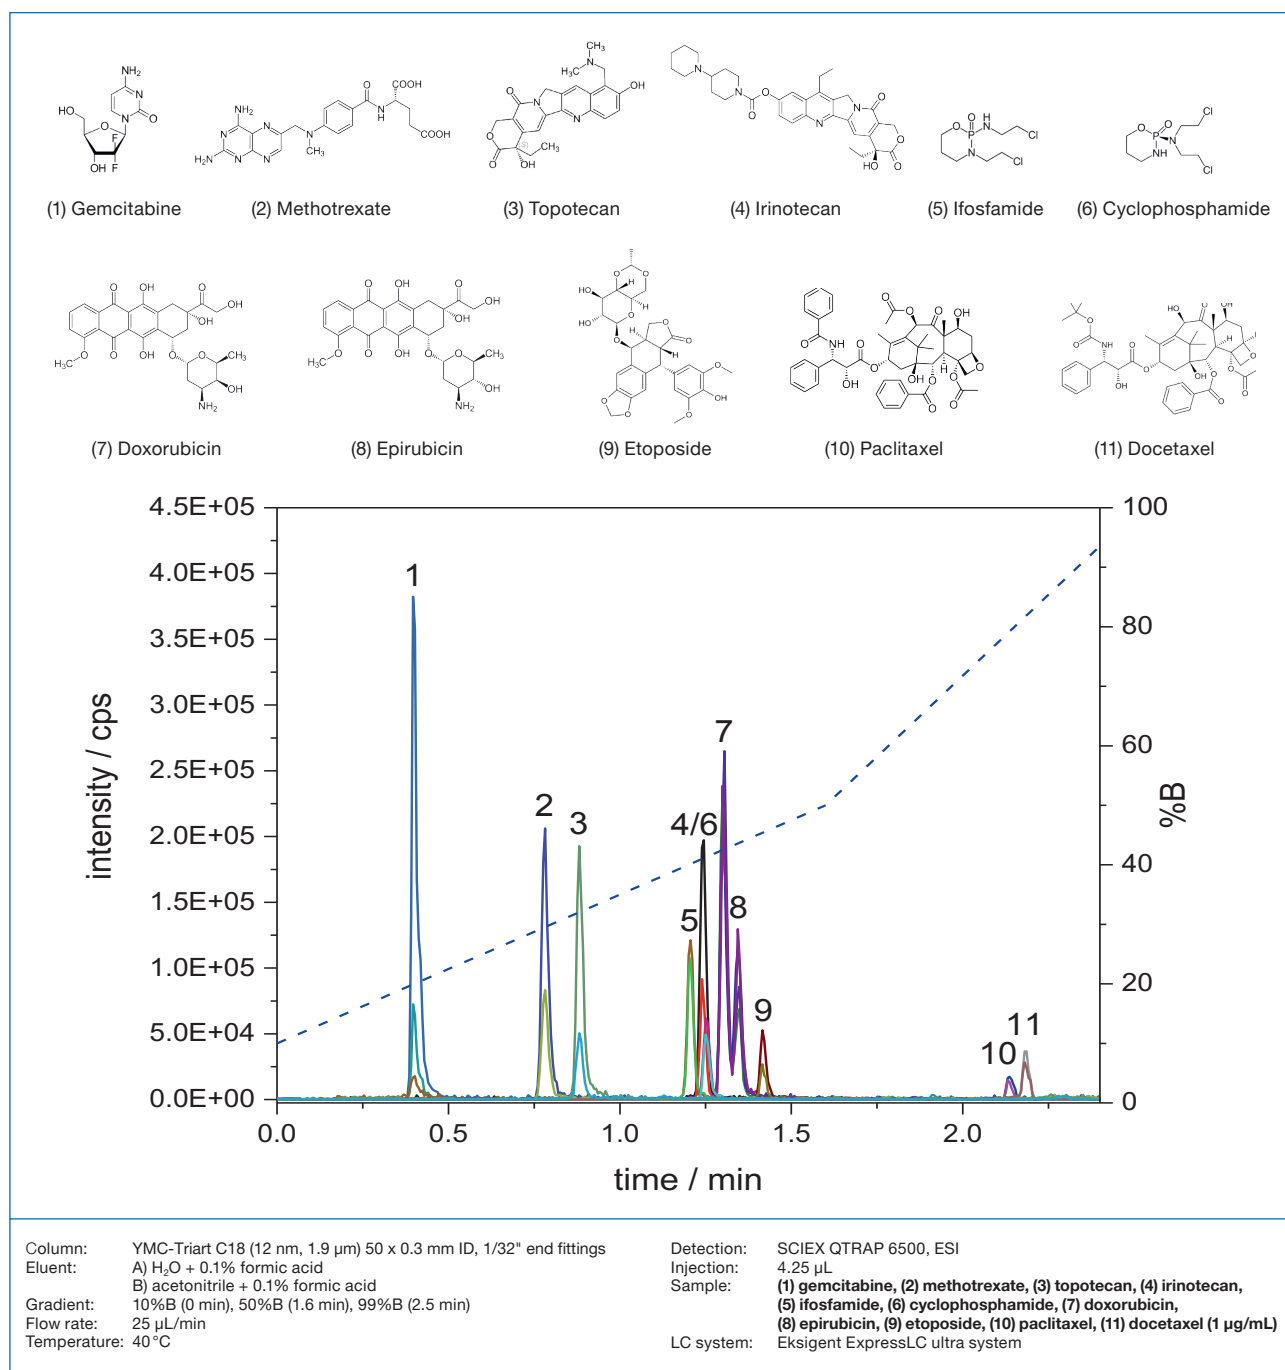 (1) Gemcitabine
(2) Methotrexate
(3) Topotecan
(4) Irinotecan
(5) Ifosfamide
(6) Cyclophosphamide
(7) Doxorubicin
(8) Epirubicin
(9) Etoposide
(10) Paclitaxel
(11) Docetaxel
4.5E+05
4.0E+05
3.5E+05
3.0E+05
2.5E+05
2.0E+05
1.5E+05
1.0E+05
5.0E+04
0.0E+00
intensity / cps
100
80
60
40
20
0
%B
1
2
3
4/6
5
7
8
9
10
11
0.0
0.5
1.0
1.5
2.0
time / min
Column: YMC-Triart C18 (12 nm, 1.9 µm) 50 x 0.3 mm ID, 1/32" end fittings
Eluent: A) H₂O + 0.1% formic acid
B) acetonitrile + 0.1% formic acid
Gradient: 10%B (0 min), 50%B (1.6 min), 99%B (2.5 min)
Flow rate: 25 µL/min
Temperature: 40°C
Detection: SCIEX QTRAP 6500, ESI
Injection: 4.25 µL
Sample: (1) gemcitabine, (2) methotrexate, (3) topotecan, (4) irinotecan,
(5) ifosfamide, (6) cyclophosphamide, (7) doxorubicin,
(8) epirubicin, (9) etoposide, (10) paclitaxel, (11) docetaxel (1 µg/mL)
LC system: Eksigent ExpressLC ultra system